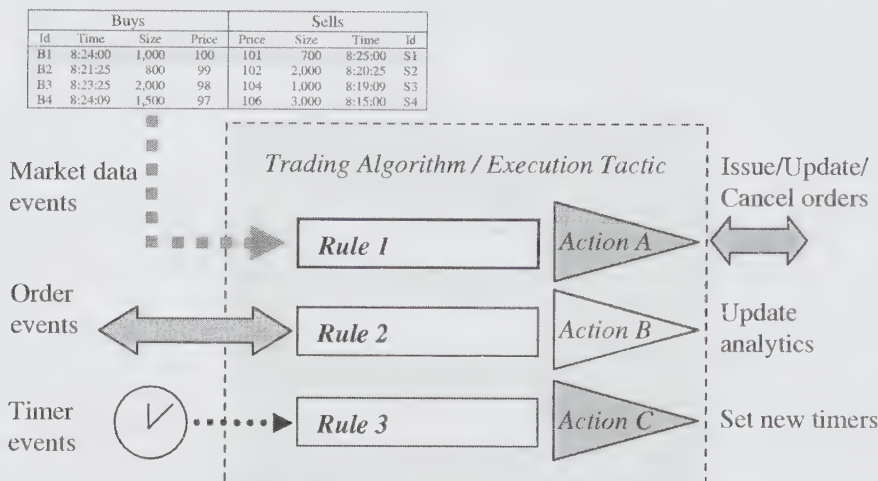 Buys Sells
Id Time Size Price Price Size Time Id
B1 8:24:00 1,000 100 101 700 8:25:00 S1
B2 8:21:25 800 99 102 2,000 8:20:25 S2
B3 8:23:25 2,000 98 104 1,000 8:19:09 S3
B4 8:24:09 1,500 97 106 3,000 8:15:00 S4
Market data
events
Trading Algorithm / Execution Tactic
Issue/Update/
Cancel orders
Rule 1 Action A
Order
events
Rule 2 Action B
Update
analytics
Timer
events
Rule 3 Action C Set new timers